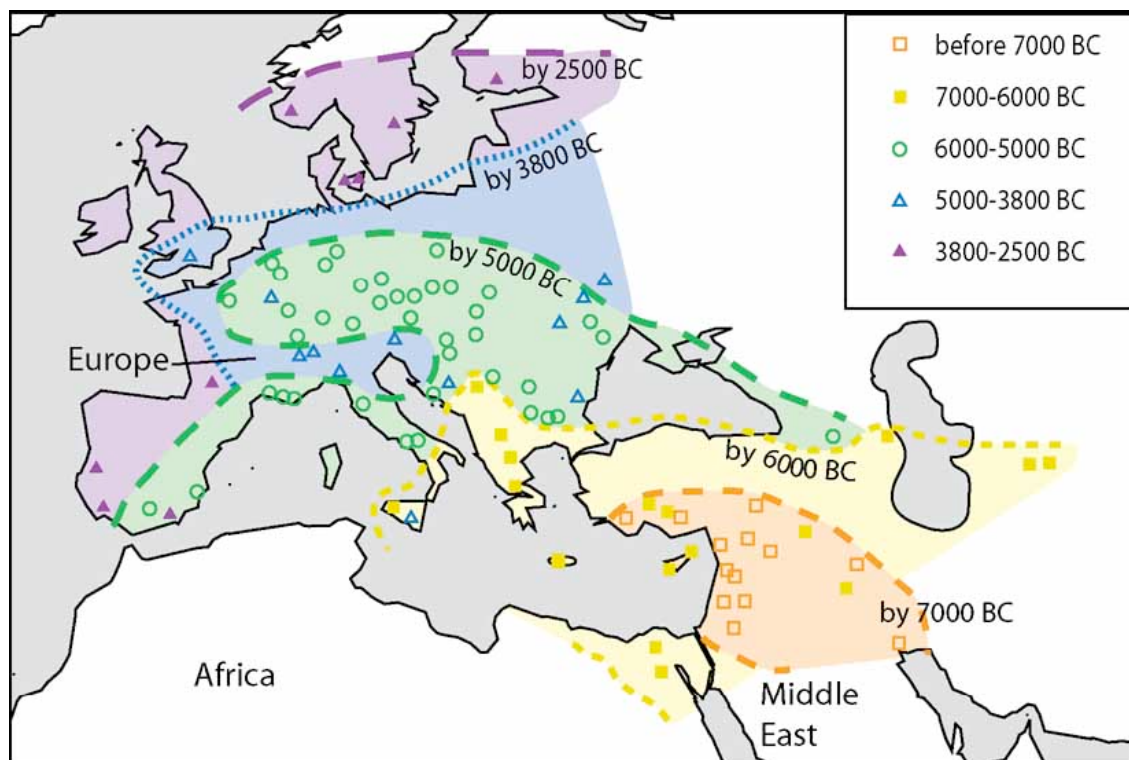 before 7000 BC
7000-6000 BC
6000-5000 BC
5000-3800 BC
3800-2500 BC
by 2500 BC
by 3800 BC
by 5000 BC
Europe
by 6000 BC
by 7000 BC
Africa
Middle
East